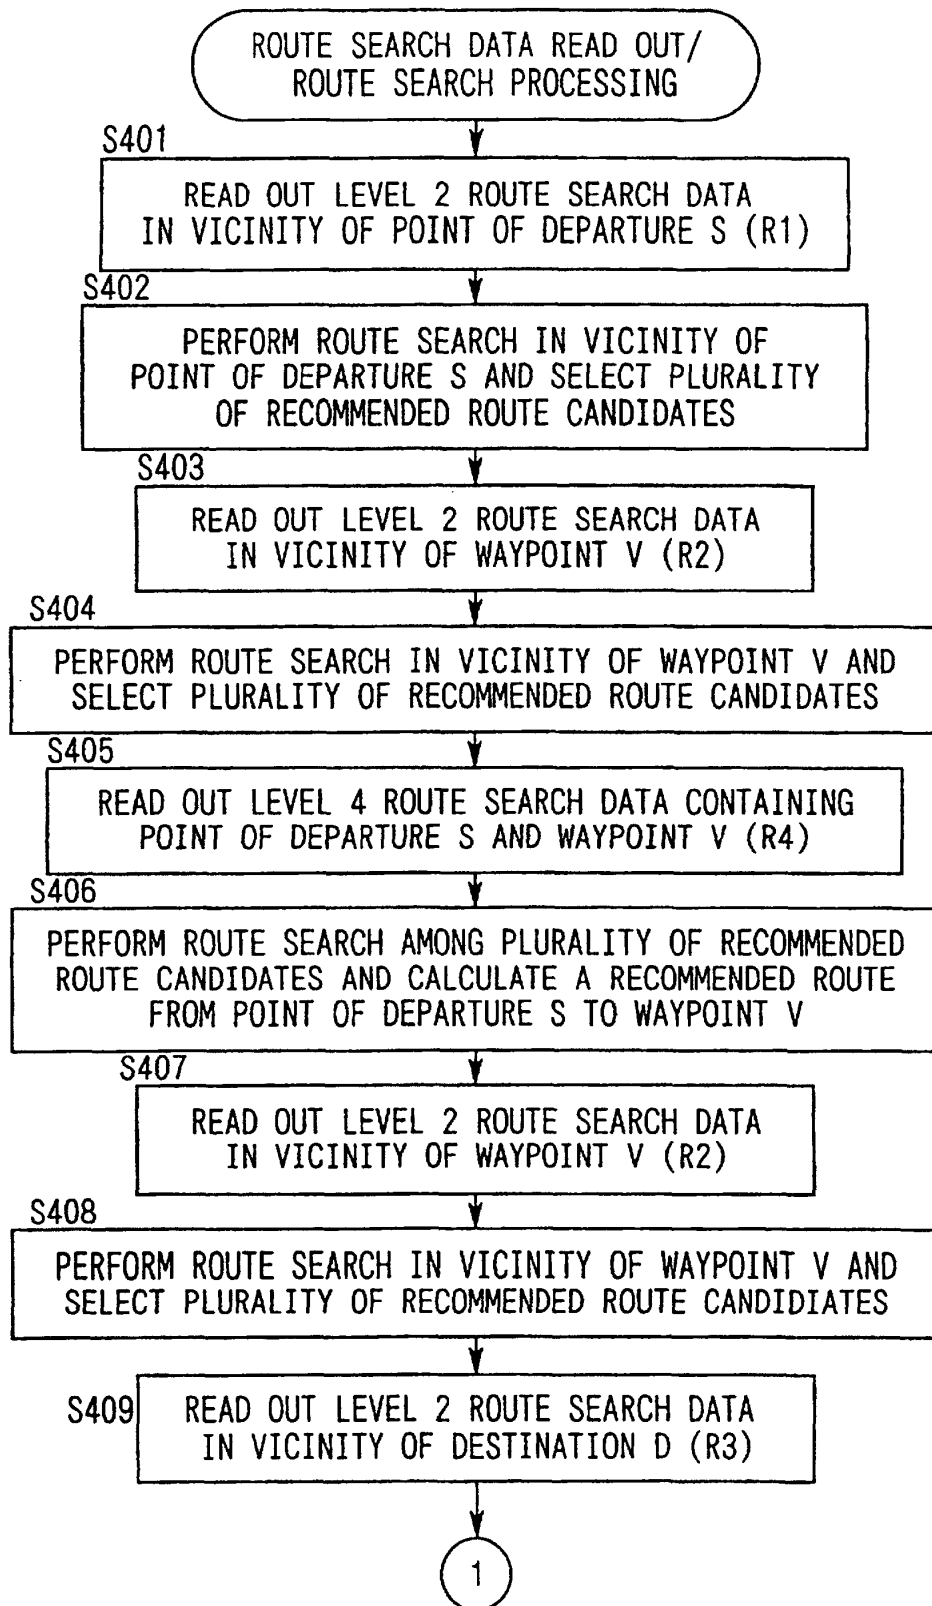 ROUTE SEARCH DATA READ OUT/
ROUTE SEARCH PROCESSING
S401
READ OUT LEVEL 2 ROUTE SEARCH DATA
IN VICINITY OF POINT OF DEPARTURE S (R1)
S402
PERFORM ROUTE SEARCH IN VICINITY OF
POINT OF DEPARTURE S AND SELECT PLURALITY
OF RECOMMENDED ROUTE CANDIDATES
S403
READ OUT LEVEL 2 ROUTE SEARCH DATA
IN VICINITY OF WAYPOINT V (R2)
S404
PERFORM ROUTE SEARCH IN VICINITY OF WAYPOINT V AND
SELECT PLURALITY OF RECOMMENDED ROUTE CANDIDATES
S405
READ OUT LEVEL 4 ROUTE SEARCH DATA CONTAINING
POINT OF DEPARTURE S AND WAYPOINT V (R4)
S406
PERFORM ROUTE SEARCH AMONG PLURALITY OF RECOMMENDED
ROUTE CANDIDATES AND CALCULATE A RECOMMENDED ROUTE
FROM POINT OF DEPARTURE S TO WAYPOINT V
S407
READ OUT LEVEL 2 ROUTE SEARCH DATA
IN VICINITY OF WAYPOINT V (R2)
S408
PERFORM ROUTE SEARCH IN VICINITY OF WAYPOINT V AND
SELECT PLURALITY OF RECOMMENDED ROUTE CANDIDIATES
S409
READ OUT LEVEL 2 ROUTE SEARCH DATA
IN VICINITY OF DESTINATION D (R3)
1